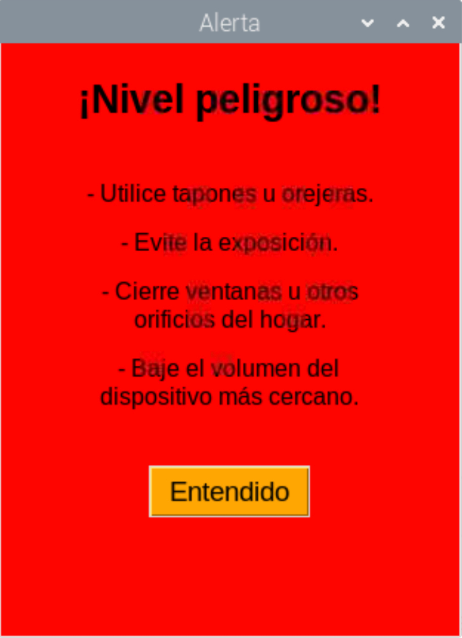 Alerta
¡Nivel peligroso!
- Utilice tapones u orejeras.
- Evite la exposición.
- Cierre ventanas u otros
orificios del hogar.
- Baje el volumen del
dispositivo más cercano.
Entendido